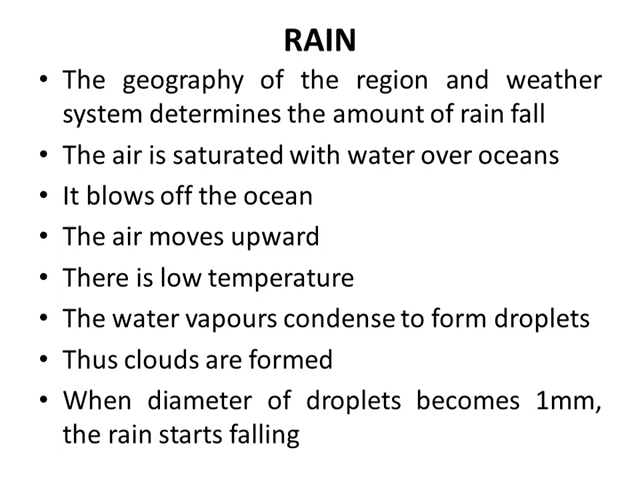 RAIN
• The geography of the region and weather
system determines the amount of rain fall
• The air is saturated with water over oceans
• It blows off the ocean
• The air moves upward
• There is low temperature
• The water vapours condense to form droplets
• Thus clouds are formed
• When diameter of droplets becomes 1mm,
the rain starts falling